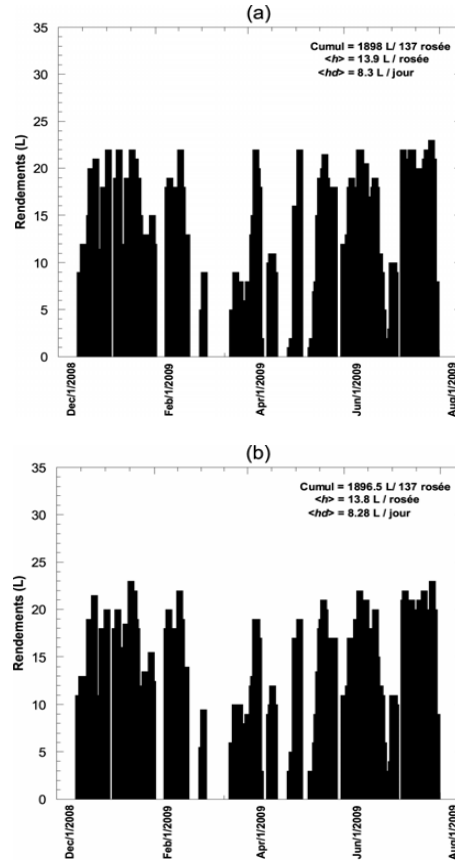 (a)
Cumul = 1898 L/ 137 rosée
<h> = 13.9 L / rosée
<hd> = 8.3 L / jour
Rendements (L)
35
30
25
20
15
10
5
0
Dec/1/2008
Feb/1/2009
Apr/1/2009
Jun/1/2009
Aug/1/2009
(b)
Cumul = 1896.5 L/ 137 rosée
<h> = 13.8 L / rosée
<hd> = 8.28 L / jour
Rendements (L)
35
30
25
20
15
10
5
0
Dec/1/2008
Feb/1/2009
Apr/1/2009
Jun/1/2009